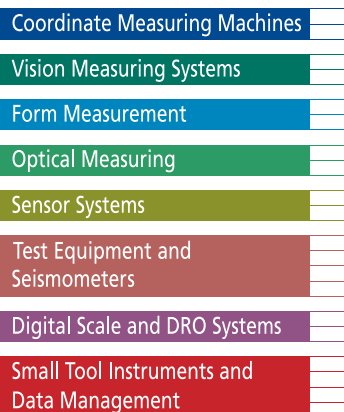 Coordinate Measuring Machines
Vision Measuring Systems
Form Measurement
Optical Measuring
Sensor Systems
Test Equipment and
Seismometers
Digital Scale and DRO Systems
Small Tool Instruments and
Data Management